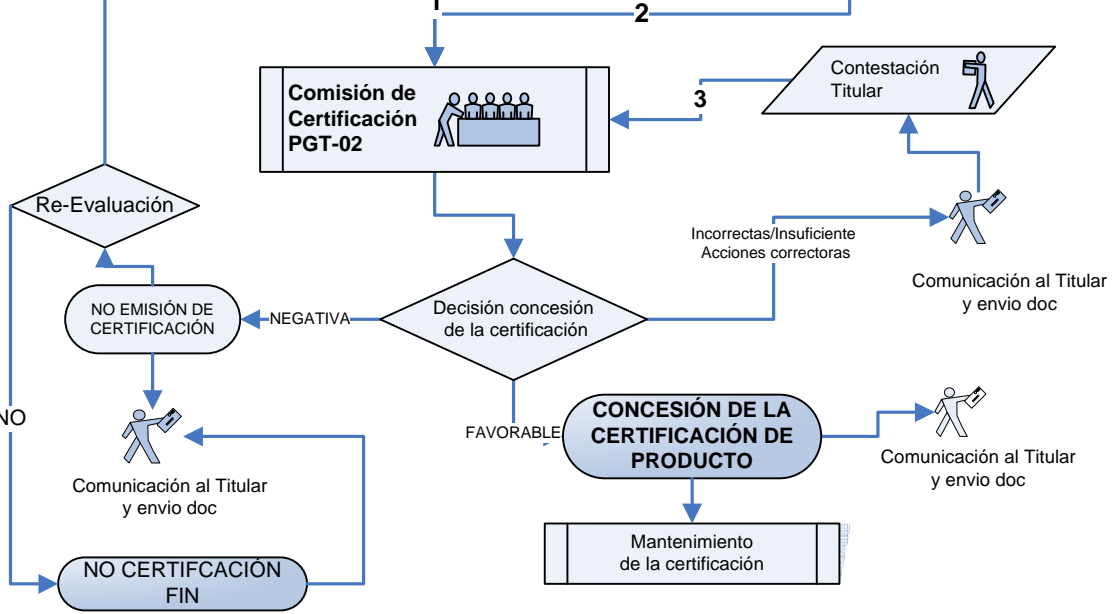 1
2
Contestación
Titular
Comisión de
Certificación
PGT-02
3
Re-Evaluación
Incorrectas/Insuficiente
Acciones correctoras
Comunicación al Titular
y envio doc
NO EMISIÓN DE
CERTIFICACIÓN
NEGATIVA
Decisión concesión
de la certificación
NO
FAVORABLE
CONCESIÓN DE LA
CERTIFICACIÓN DE
PRODUCTO
Comunicación al Titular
y envio doc
Comunicación al Titular
y envio doc
Mantenimiento
de la certificación
NO CERTIFCACIÓN
FIN